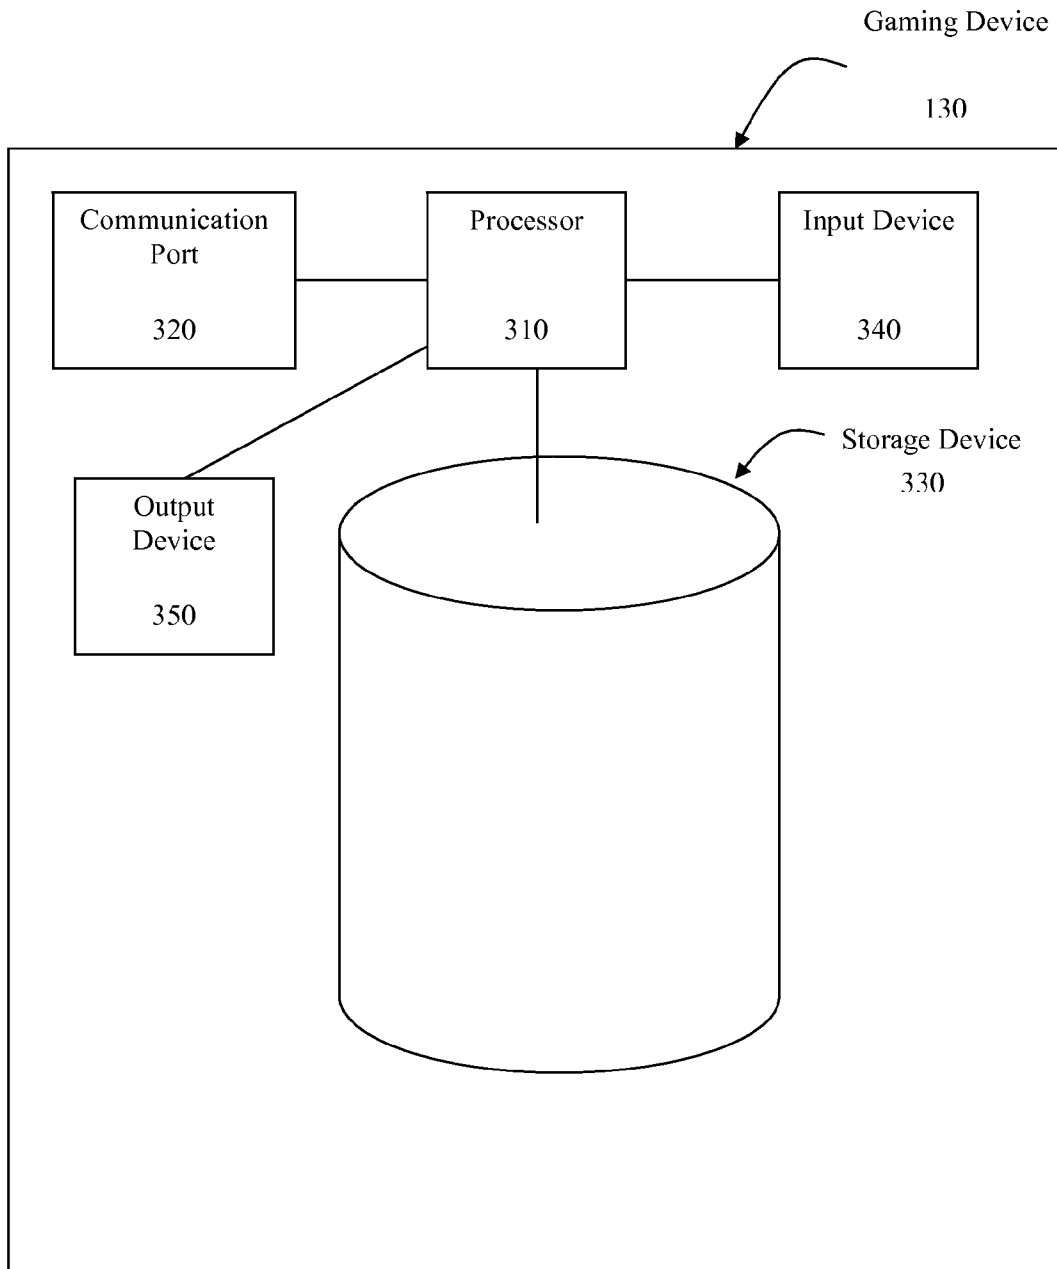 Gaming Device
130
Communication
Port
320
Processor
310
Input Device
340
Storage Device
330
Output
Device
350